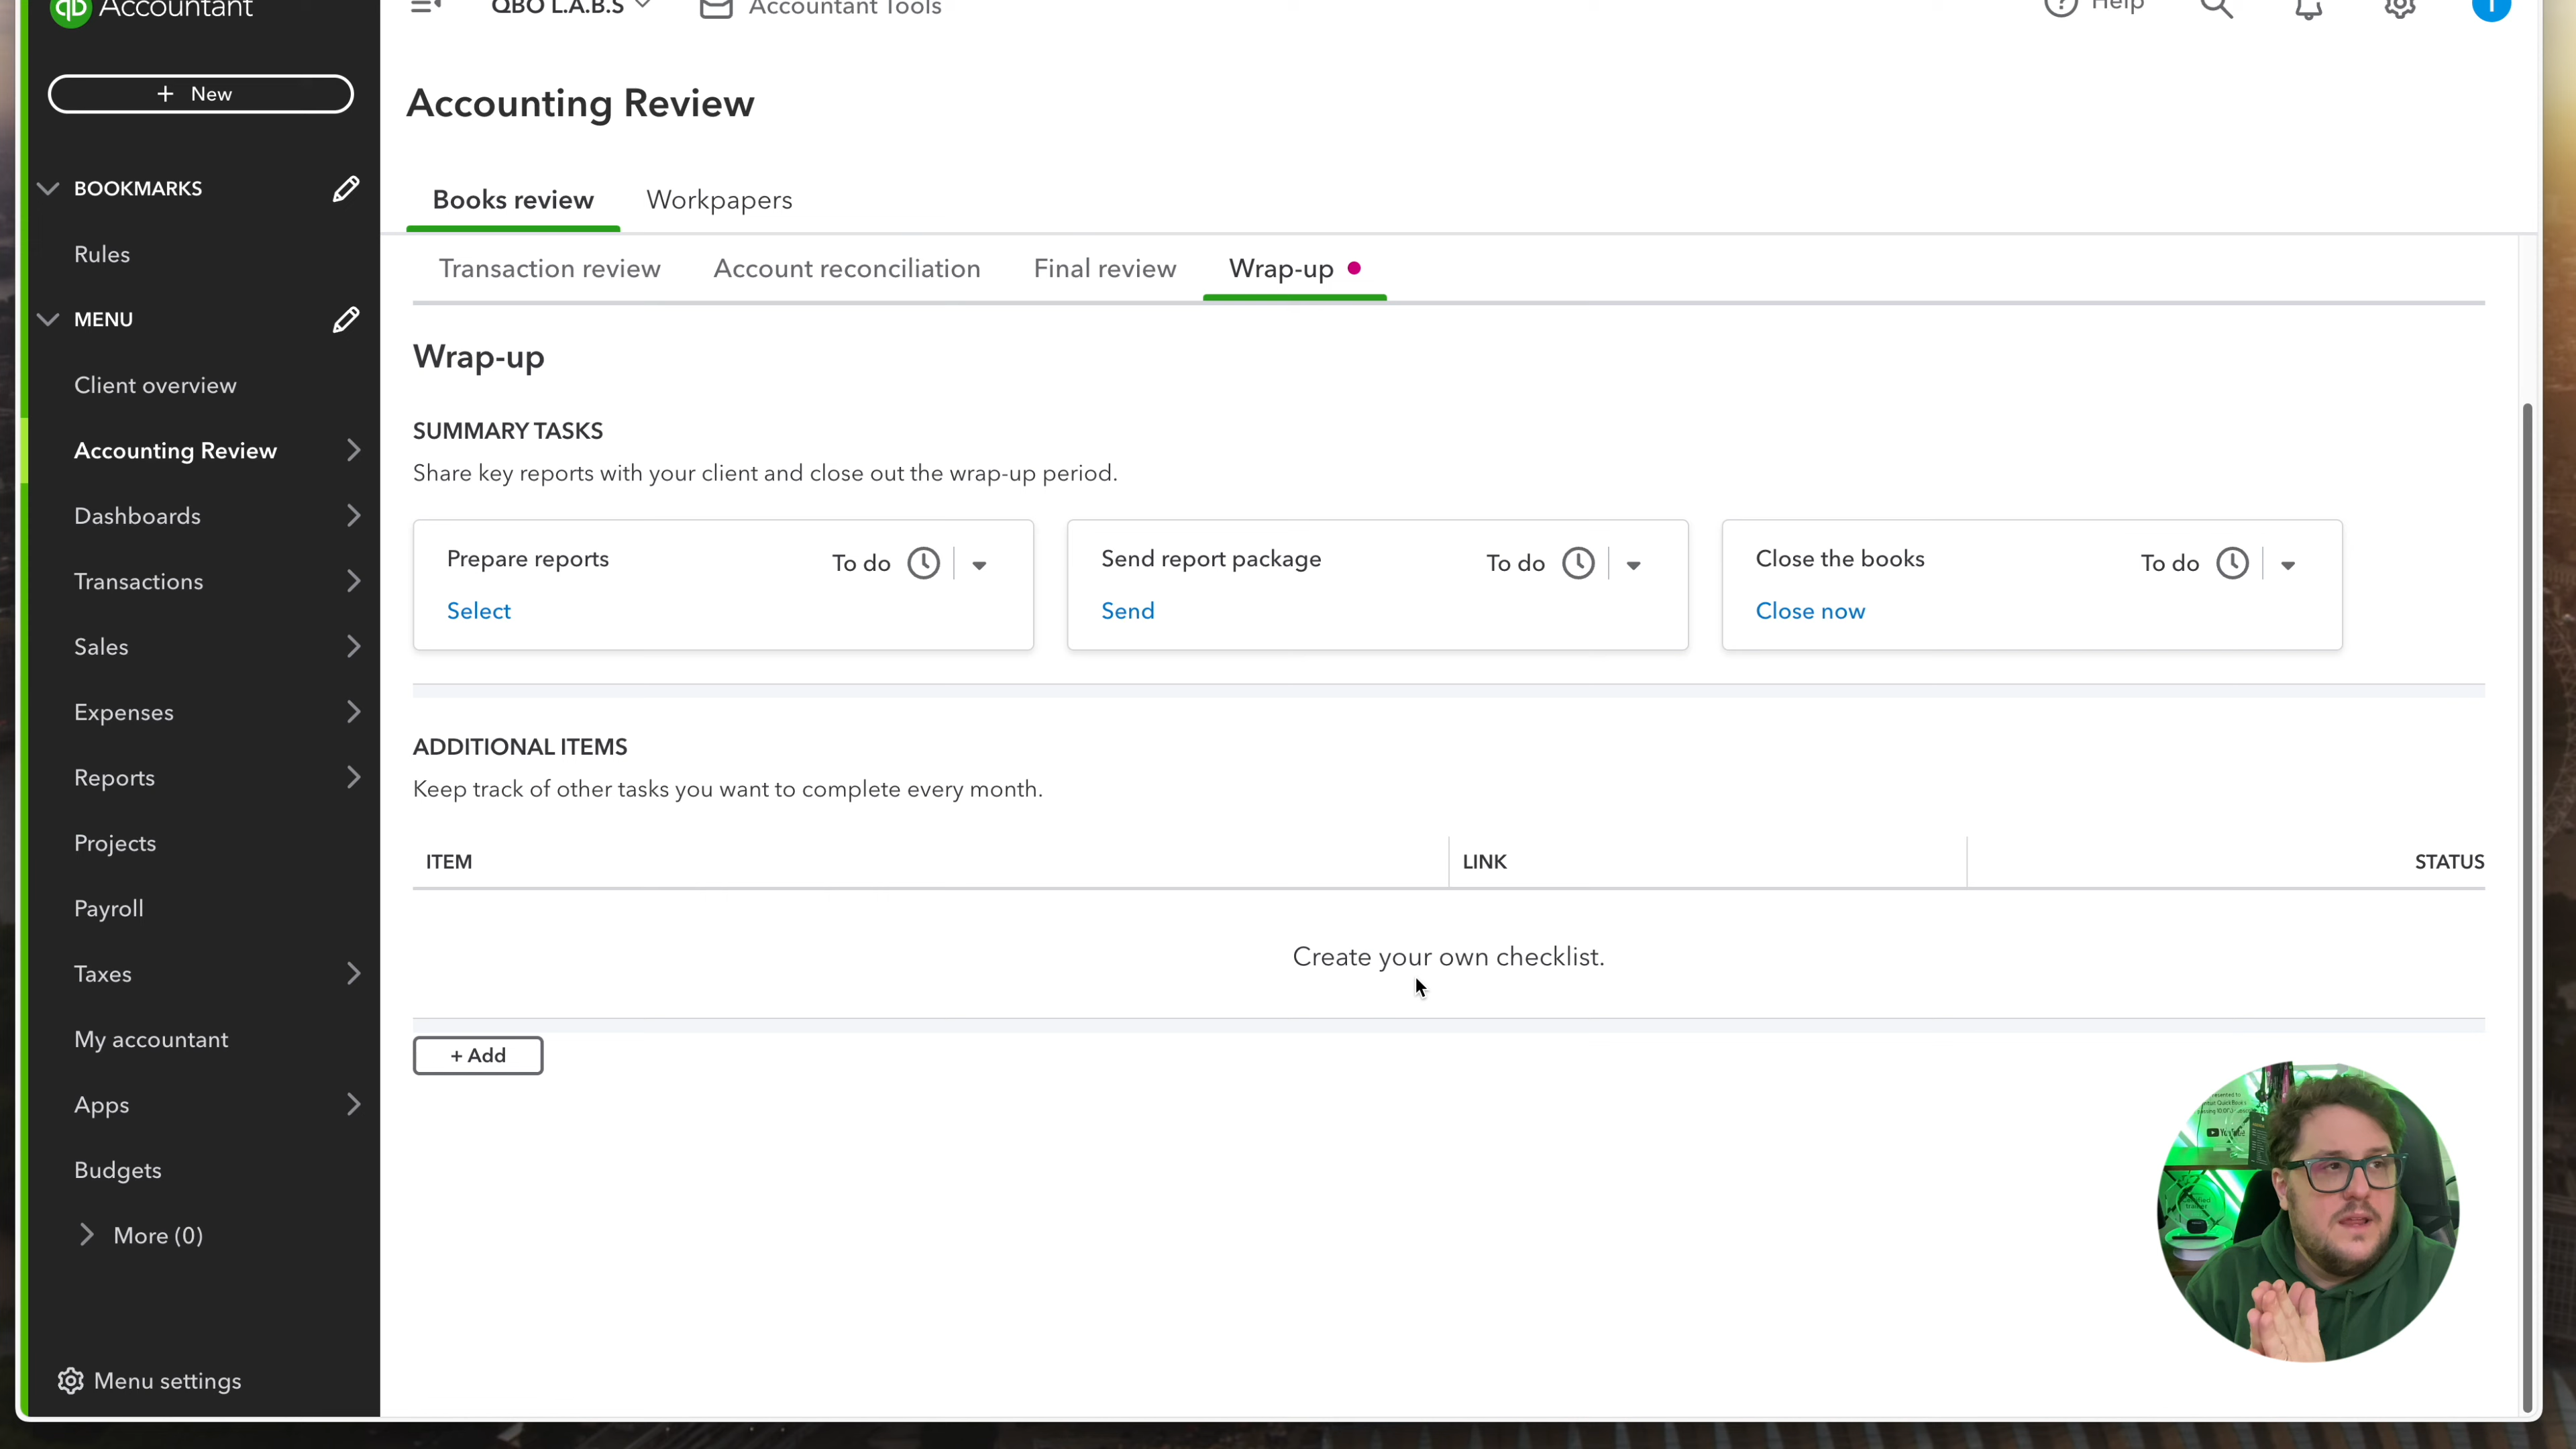 qb Accountant
QBO L.A.B.S
Accountant Tools
Help
+ New
BOOKMARKS
Rules
MENU
Client overview
Accounting Review
Dashboards
Transactions
Sales
Expenses
Reports
Projects
Payroll
Taxes
My accountant
Apps
Budgets
More (0)
Menu settings
Accounting Review
Books review
Workpapers
Transaction review
Account reconciliation
Final review
Wrap-up
Wrap-up
SUMMARY TASKS
Share key reports with your client and close out the wrap-up period.
Prepare reports
To do
Select
Send report package
To do
Send
Close the books
To do
Close now
ADDITIONAL ITEMS
Keep track of other tasks you want to complete every month.
ITEM
LINK
STATUS
Create your own checklist.
+ Add